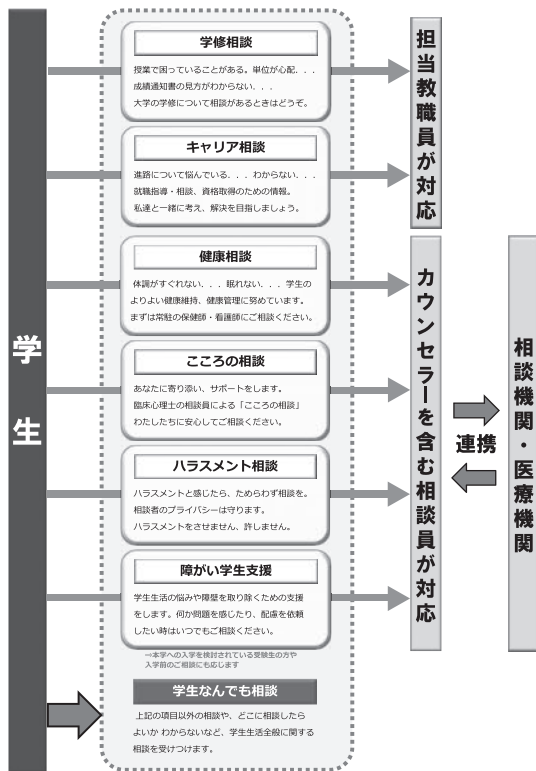 学生
学修相談
授業で困っていることがある。単位が心配．．．
成績通知書の見方がわからない．．．
大学の学修について相談があるときはどうぞ。
キャリア相談
進路について悩んでいる．．．わからない．．．
就職指導・相談、資格取得のための情報。
私達と一緒に考え、解決を目指しましょう。
担当教職員が対応
健康相談
体調がすぐれない．．．眠れない．．．学生の
よりよい健康維持、健康管理に努めています。
まずは常駐の保健師・看護師にご相談ください。
こころの相談
あなたに寄り添い、サポートをします。
臨床心理士の相談員による「こころの相談」
わたしたちに安心してご相談ください。
ハラスメント相談
ハラスメントと感じたら、ためらわず相談を。
相談者のプライバシーは守ります。
ハラスメントをさせません、許しません。
障がい学生支援
学生生活の悩みや障壁を取り除くための支援
をします。何か問題を感じたり、配慮を依頼
したい時はいつでもご相談ください。
→本学への入学を検討されている受験生の方や
入学前のご相談にも応じます
カウンセラーを含む相談員が対応
連携
相談機関・医療機関
学生なんでも相談
上記の項目以外の相談や、どこに相談したら
よいか わからないなど、学生生活全般に関する
相談を受けつけます。